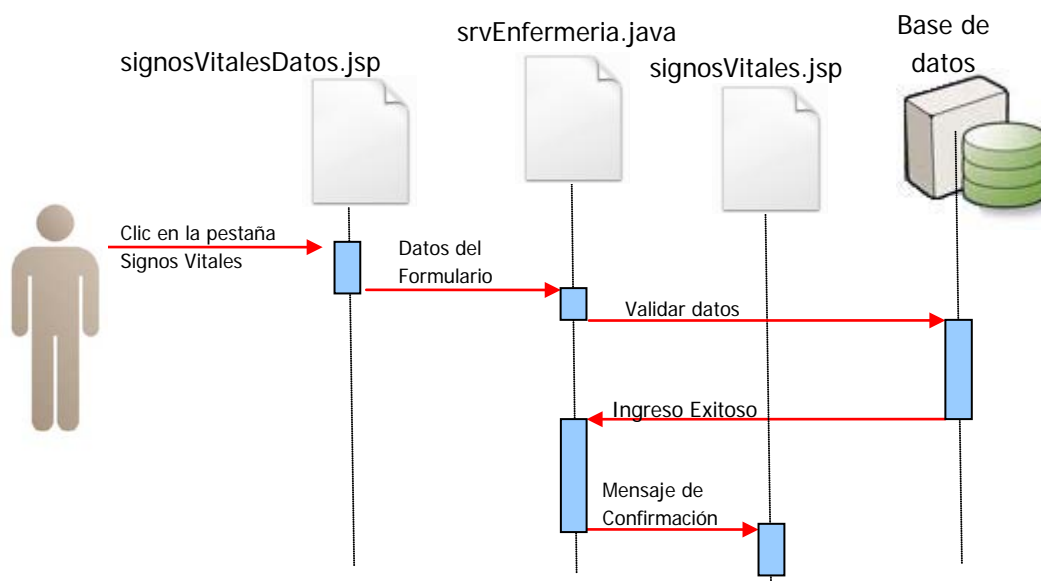 signosVitalesDatos.jsp
srvEnfermeria.java
signosVitales.jsp
Base de
datos
Clic en la pestaña
Signos Vitales
Datos del
Formulario
Validar datos
Ingreso Exitoso
Mensaje de
Confirmación